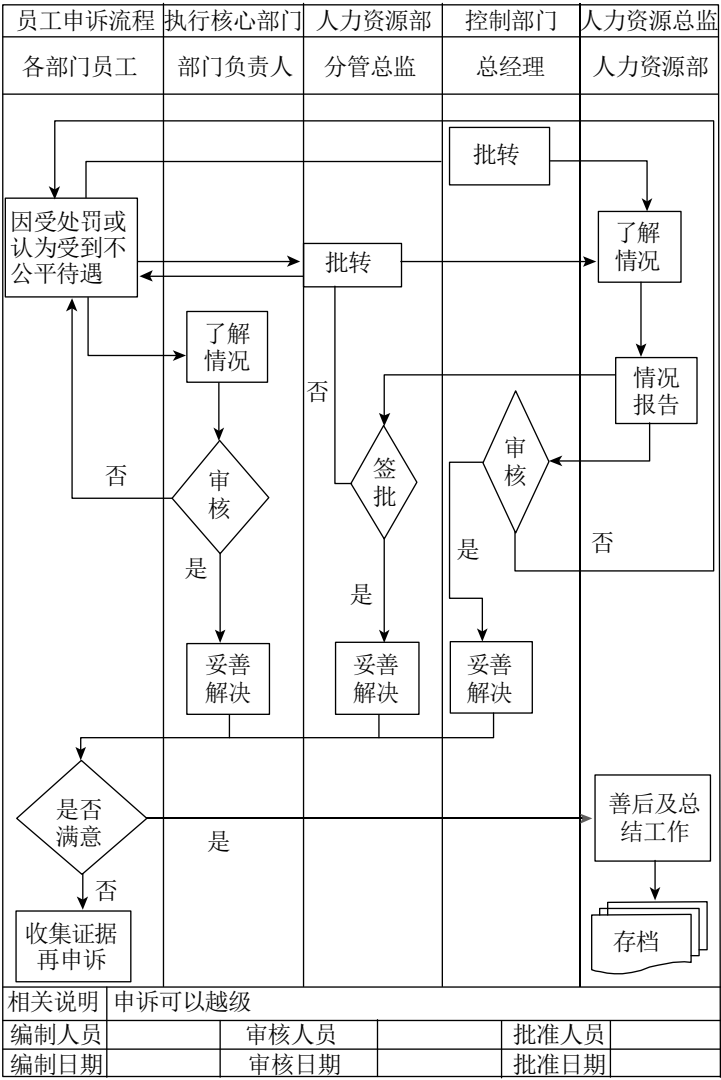 员工申诉流程 执行核心部门 人力资源部 控制部门 人力资源总监
各部门员工 部门负责人 分管总监 总经理 人力资源部
批转
因受处罚或
认为受到不
公平待遇
批转
了解
情况
了解
情况
否
情况
报告
否
审
核
签
批
审
核
是
是
否
是
妥善
解决
妥善
解决
妥善
解决
是否
满意
是
善后及总
结工作
否
收集证据
再申诉
存档
相关说明 申诉可以越级
编制人员 审核人员 批准人员
编制日期 审核日期 批准日期